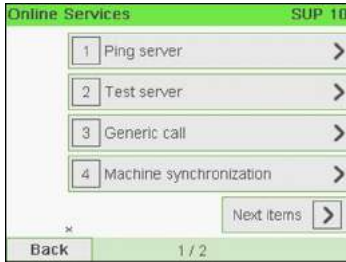 Online Services SUP 10
1 Ping server
2 Test server
3 Generic call
4 Machine synchronization
Next items
Back 1 / 2